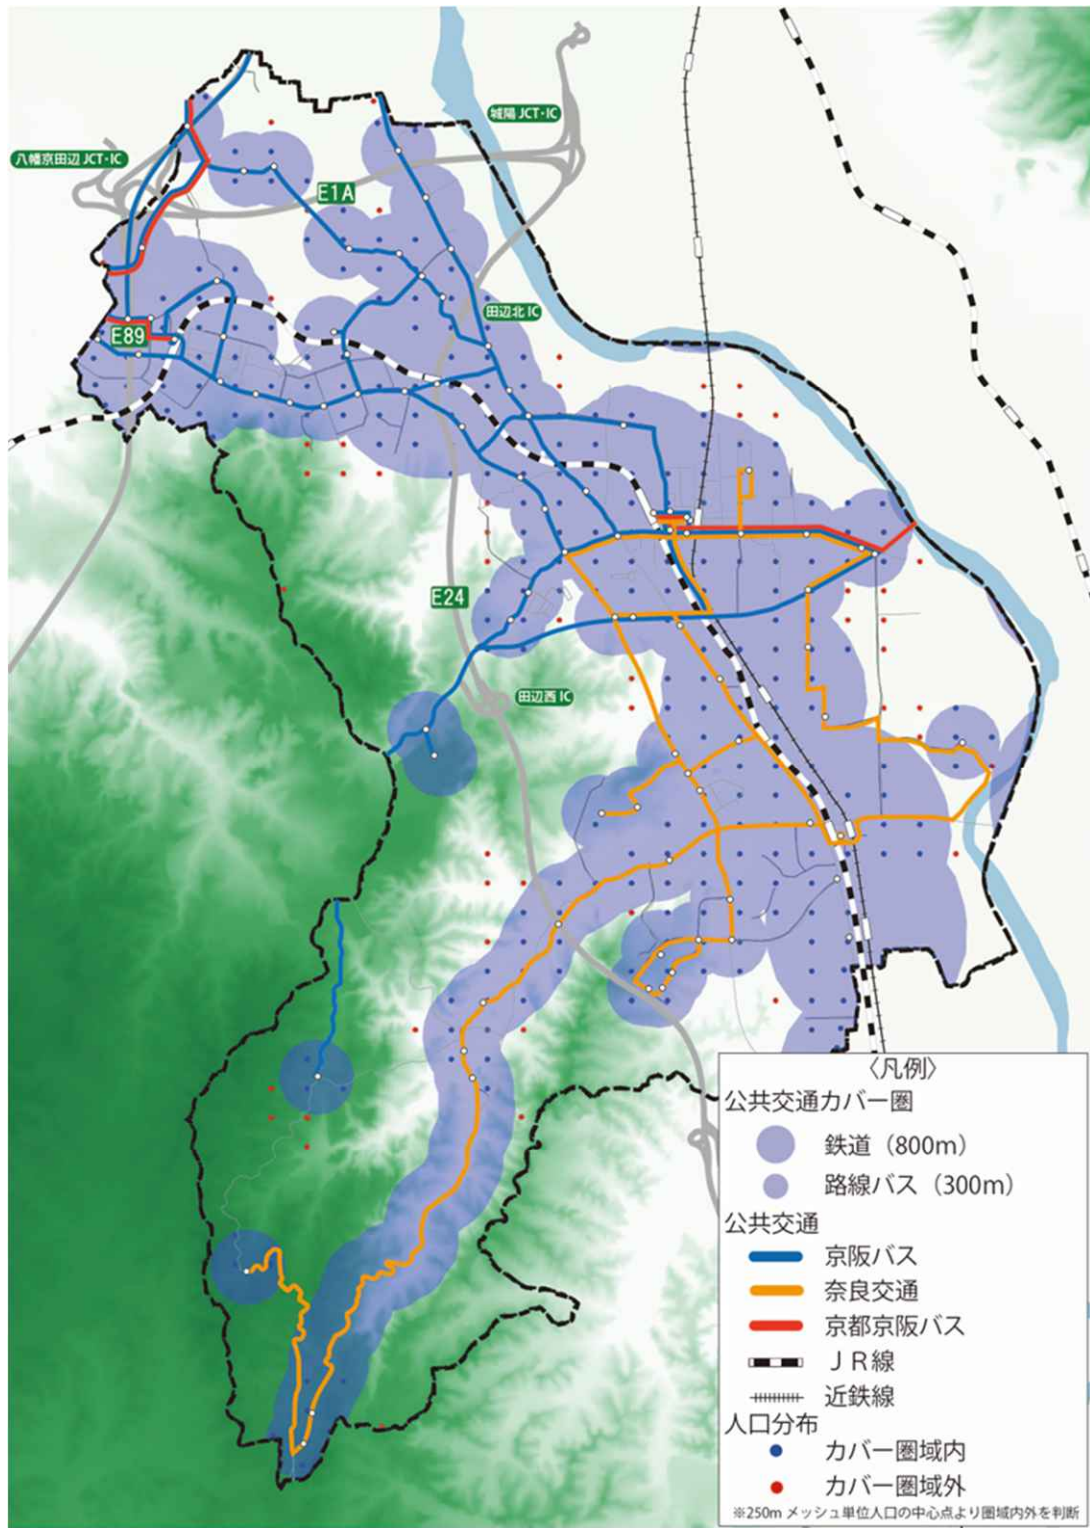 城陽 JCT・IC
八幡京田辺 JCT・IC
E1A
田辺北 IC
E89
E24
田辺西 IC
〈凡例〉
公共交通カバー圏
鉄道（800m）
路線バス（300m）
公共交通
京阪バス
奈良交通
京都京阪バス
ＪＲ線
近鉄線
人口分布
カバー圏域内
カバー圏域外
※250m メッシュ単位人口の中心点より圏域内外を判断